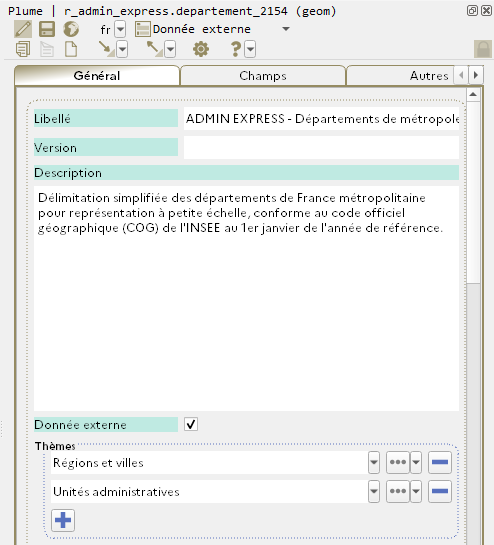 Plume | r_admin_express.departement_2154 (geom)
fr Donnée externe
Général Champs Autres
Libellé ADMIN EXPRESS - Départements de métropole
Version
Description
Délimitation simplifiée des départements de France métropolitaine
pour représentation à petite échelle, conforme au code officiel
géographique (COG) de l'INSEE au 1er janvier de l'année de référence.
Donnée externe
Thèmes
Régions et villes
Unités administratives